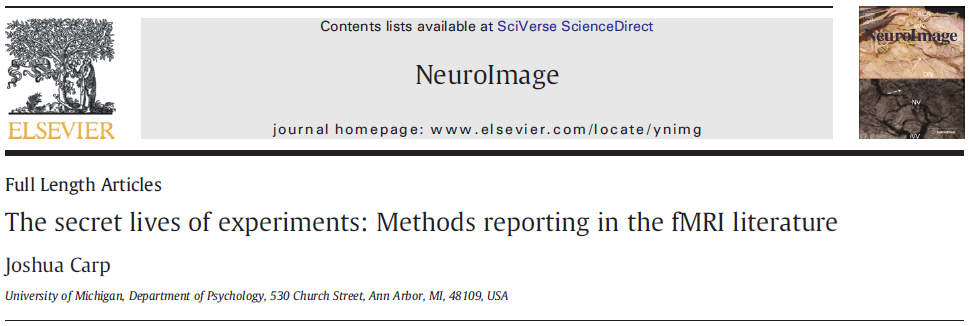 Contents lists available at SciVerse ScienceDirect
NeuroImage
journal homepage: www.elsevier.com/locate/ynimg
ELSEVIER
NeuroImage
NV
Full Length Articles
The secret lives of experiments: Methods reporting in the fMRI literature
Joshua Carp
University of Michigan, Department of Psychology, 530 Church Street, Ann Arbor, MI, 48109, USA